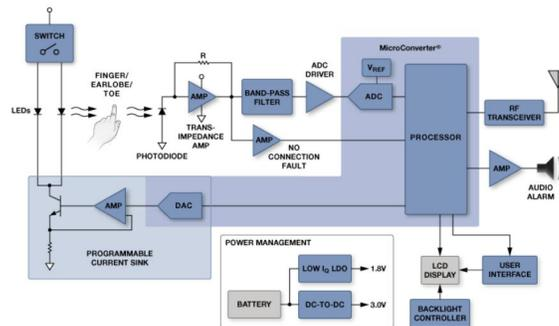 SWITCH
LEDs
FINGER/
EARLOBE/
TOE
PHOTODIODE
R
AMP
TRANS-
IMPEDANCE
AMP
BAND-PASS
FILTER
AMP
NO
CONNECTION
FAULT
ADC
DRIVER
MicroConverter®
VREF
ADC
PROCESSOR
RF
TRANSCEIVER
AMP
AUDIO
ALARM
AMP
DAC
PROGRAMMABLE
CURRENT SINK
POWER MANAGEMENT
BATTERY
LOW IQ LDO
1.8V
DC-TO-DC
3.0V
LCD
DISPLAY
USER
INTERFACE
BACKLIGHT
CONTROLLER